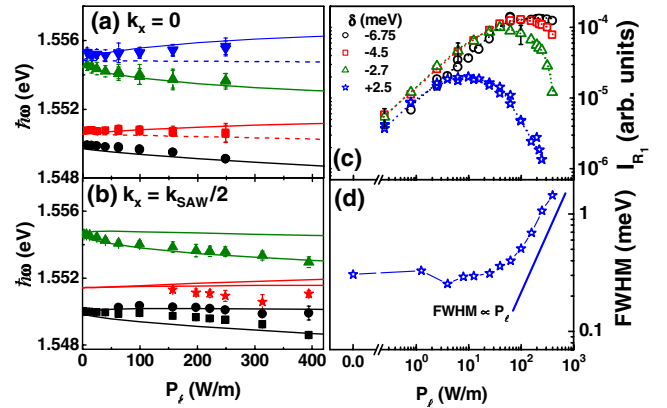 (a) k_x = 0
1.556
1.552
1.548
ħω (eV)
(b) k_x = k_SAW/2
1.556
1.552
1.548
ħω (eV)
0 100 200 300 400
P_ℓ (W/m)
δ (meV)
-6.75
-4.5
-2.7
+2.5
(c)
10^-4
10^-5
10^-6
I_R1 (arb. units)
(d)
FWHM ∝ P_ℓ
1
0.1
FWHM (meV)
0.0 10^0 10^1 10^2 10^3
P_ℓ (W/m)